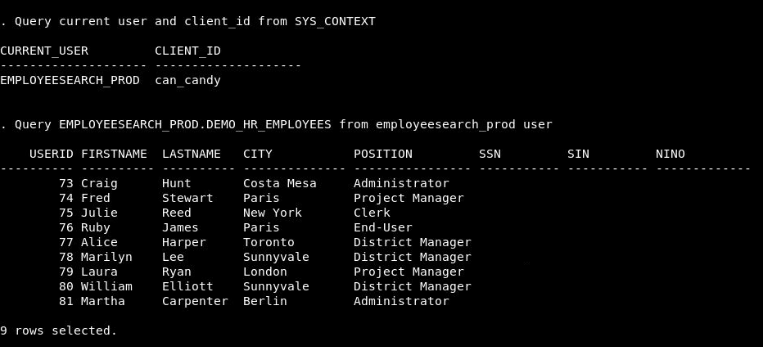 . Query current user and client_id from SYS_CONTEXT
CURRENT_USER         CLIENT_ID
-------------------- --------------------
EMPLOYEESEARCH_PROD  can_candy
. Query EMPLOYEESEARCH_PROD.DEMO_HR_EMPLOYEES from employeesearch_prod user
    USERID FIRSTNAME  LASTNAME   CITY           POSITION         SSN         SIN         NINO
---------- ---------- ---------- -------------- ---------------- ----------- ----------- -------------
        73 Craig      Hunt       Costa Mesa     Administrator
        74 Fred       Stewart    Paris          Project Manager
        75 Julie      Reed       New York       Clerk
        76 Ruby       James      Paris          End-User
        77 Alice      Harper     Toronto        District Manager
        78 Marilyn    Lee        Sunnyvale      District Manager
        79 Laura      Ryan       London         Project Manager
        80 William    Elliott    Sunnyvale      District Manager
        81 Martha     Carpenter  Berlin         Administrator
9 rows selected.